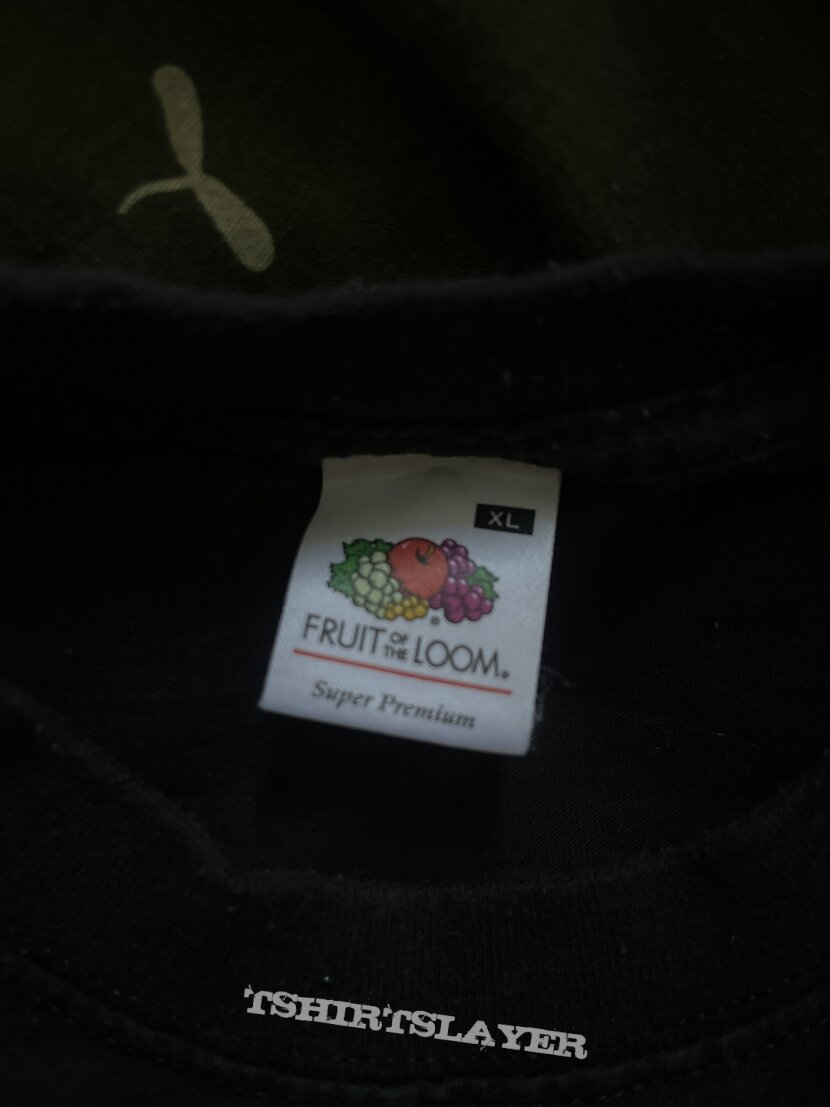 XL
FRUIT OF THE LOOM®
Super Premium
TSHIRTSLAYER